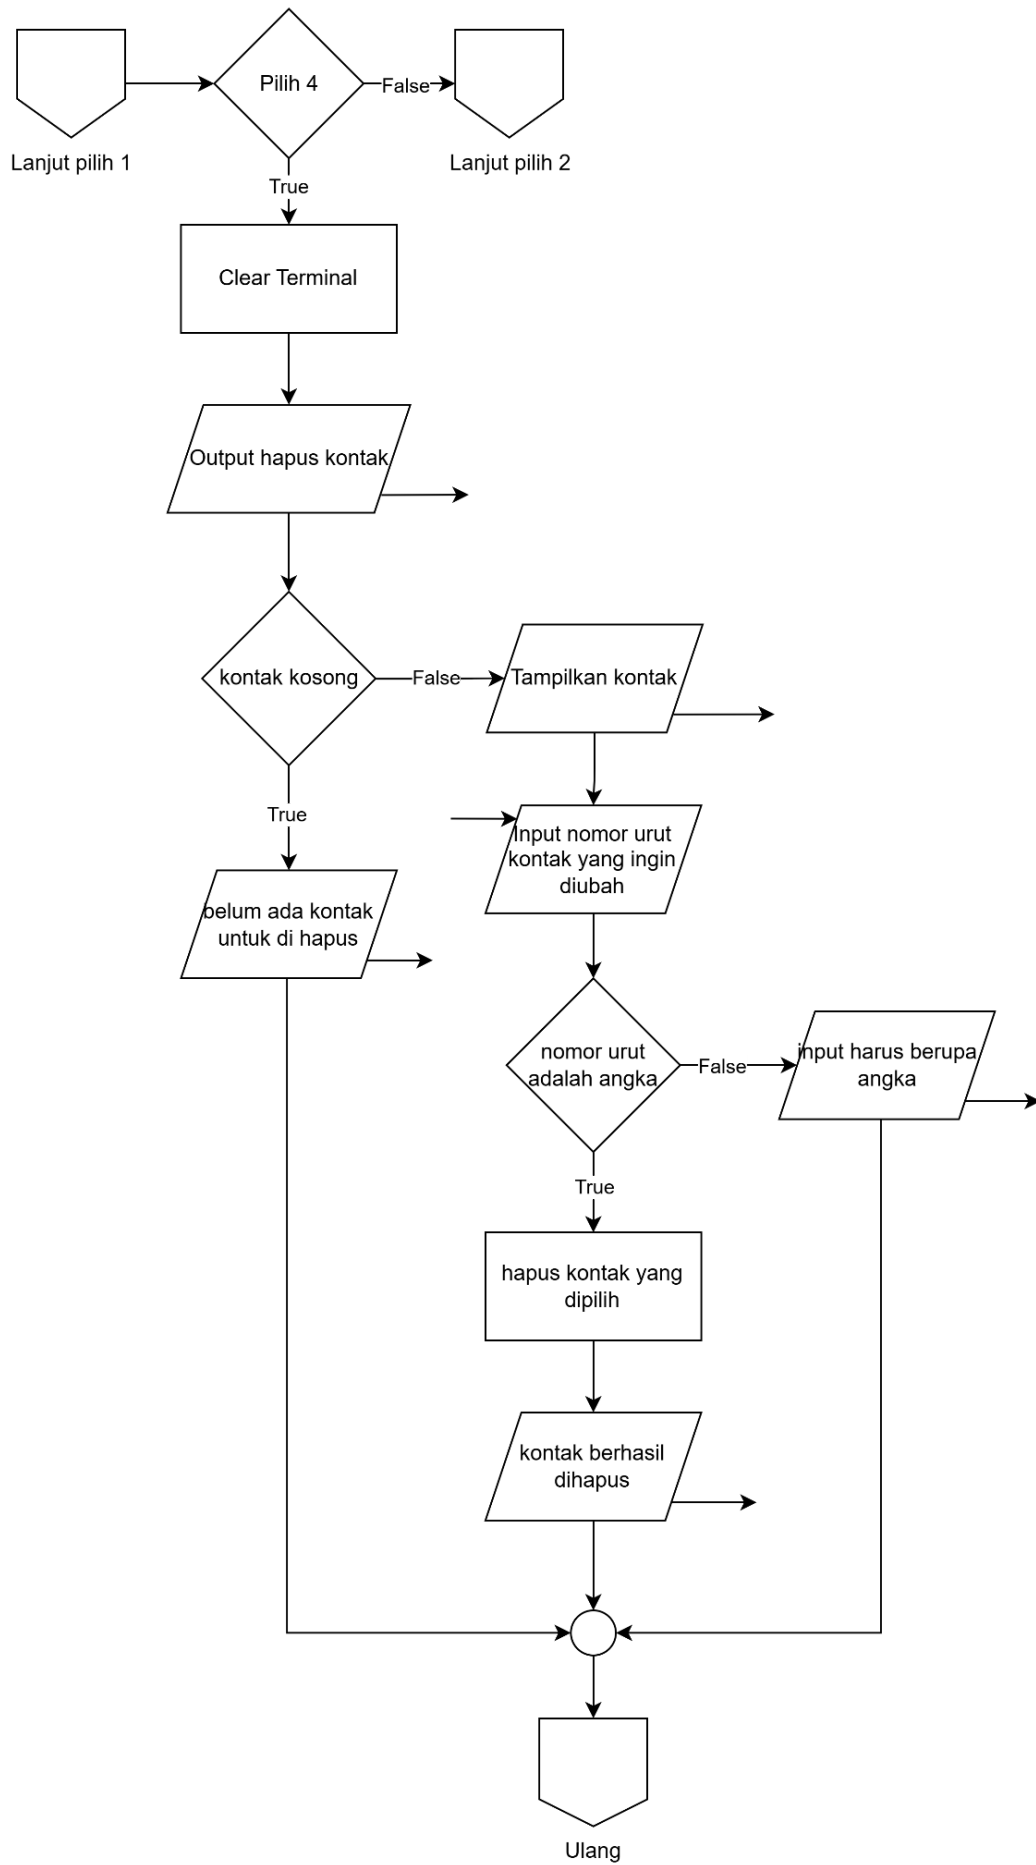 Pilih 4
False
Lanjut pilih 1
Lanjut pilih 2
True
Clear Terminal
Output hapus kontak
kontak kosong
False
Tampilkan kontak
True
Input nomor urut
kontak yang ingin
diubah
belum ada kontak
untuk di hapus
nomor urut
adalah angka
False
input harus berupa
angka
True
hapus kontak yang
dipilih
kontak berhasil
dihapus
Ulang